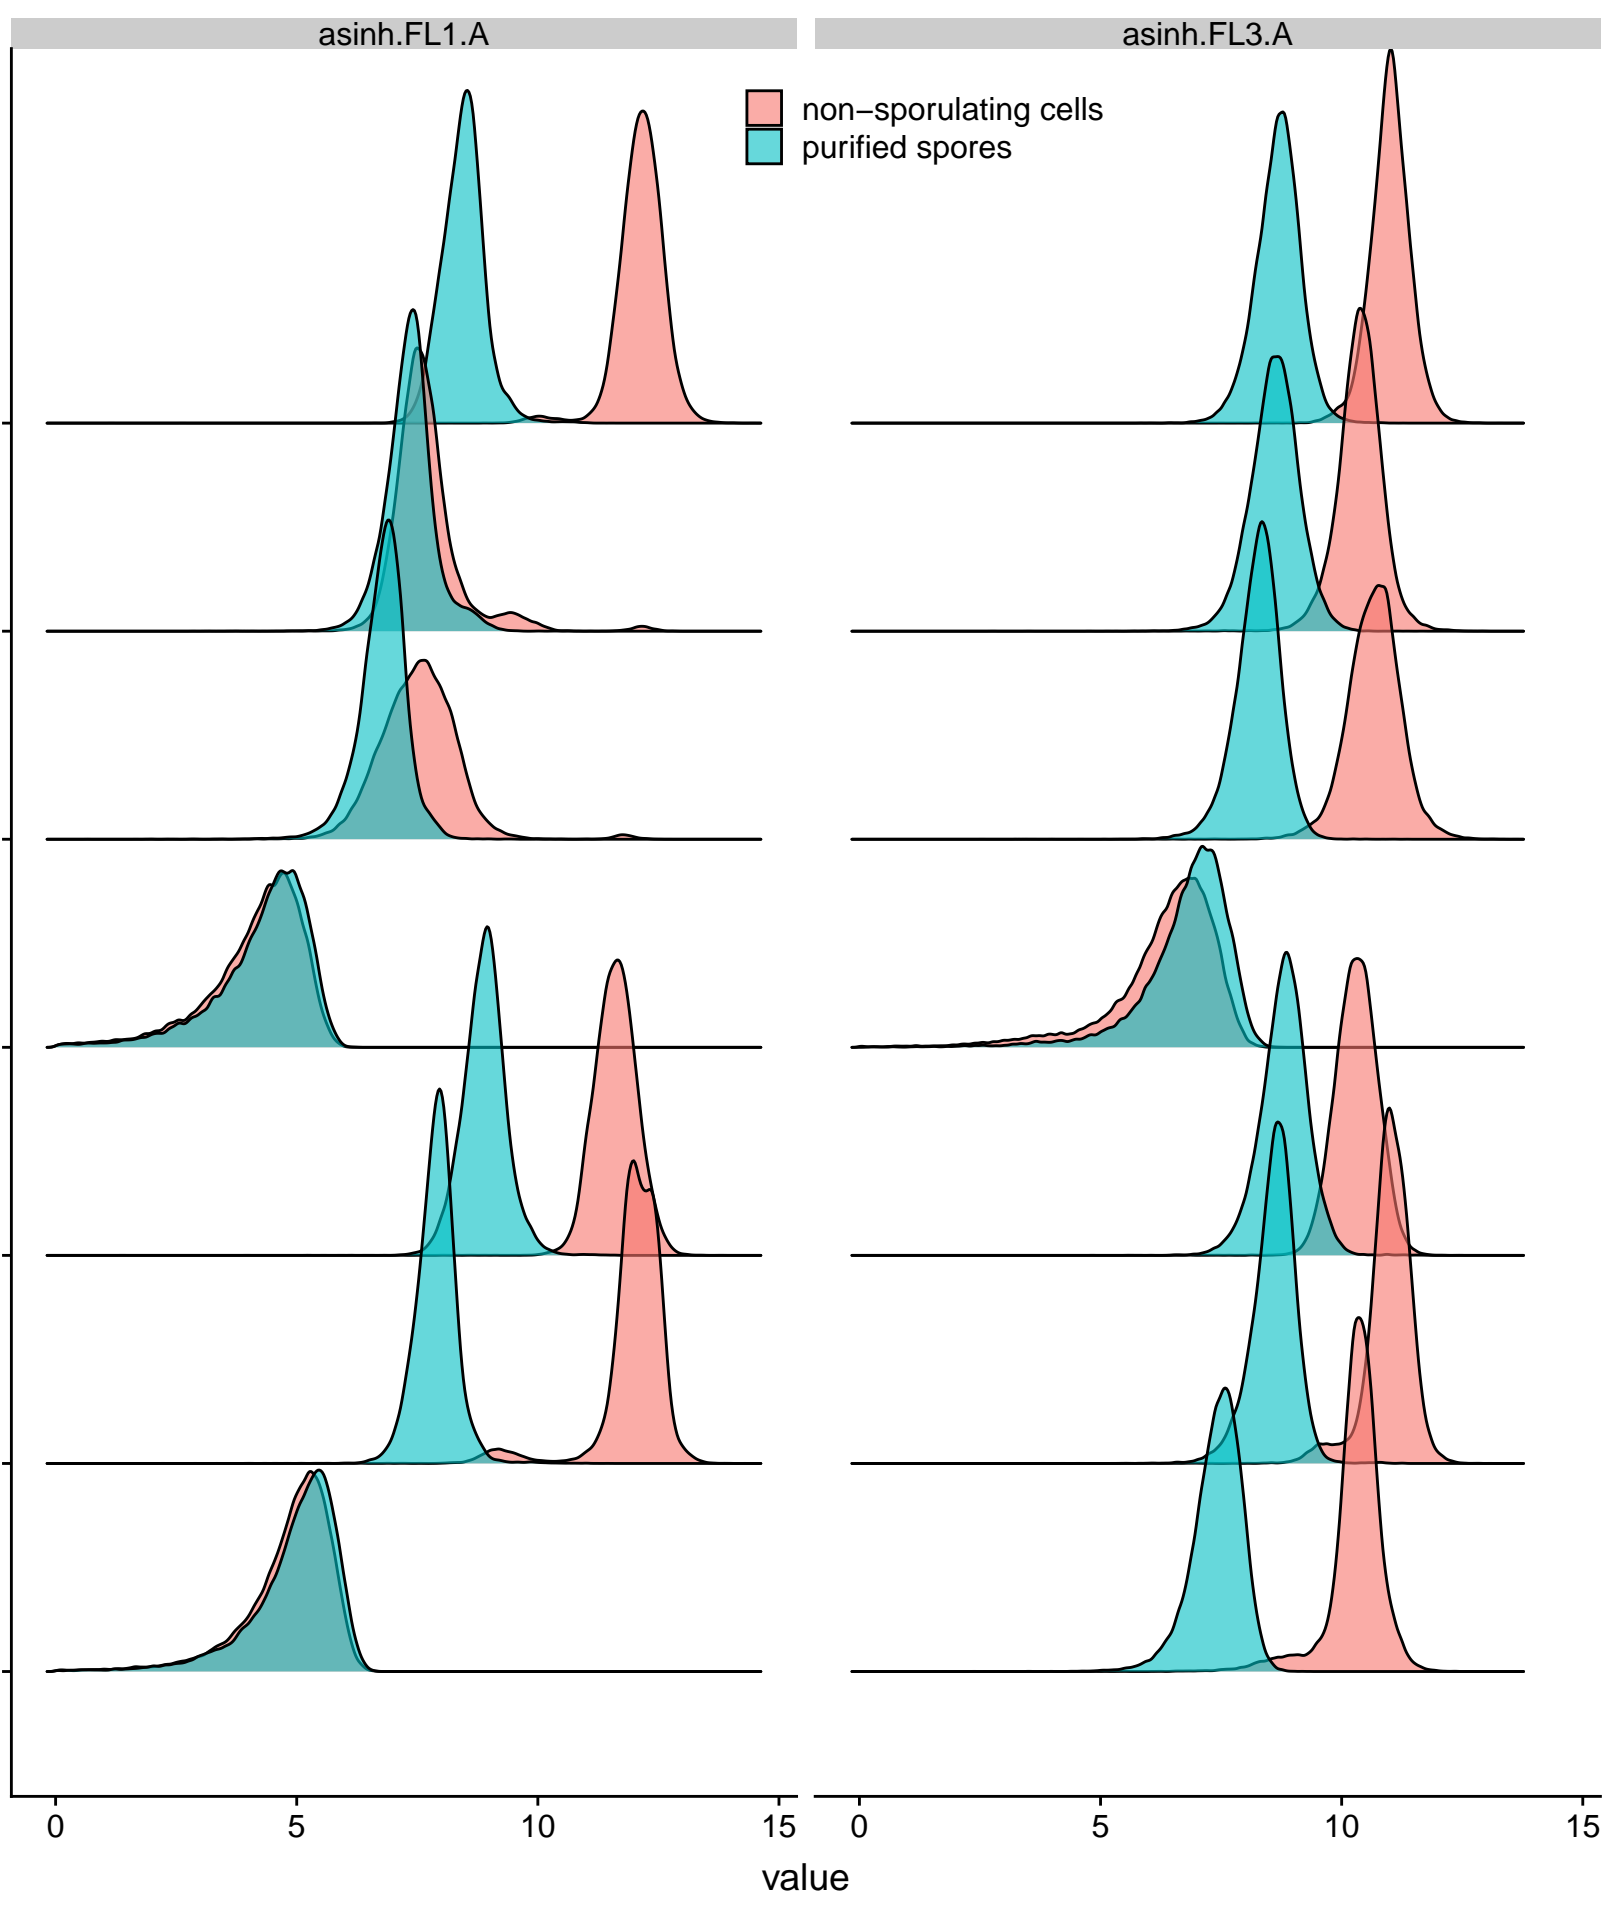 asinh.FL1.A
asinh.FL3.A
non−sporulating cells
purified spores
0 5 10 15 0 5 10 15
value